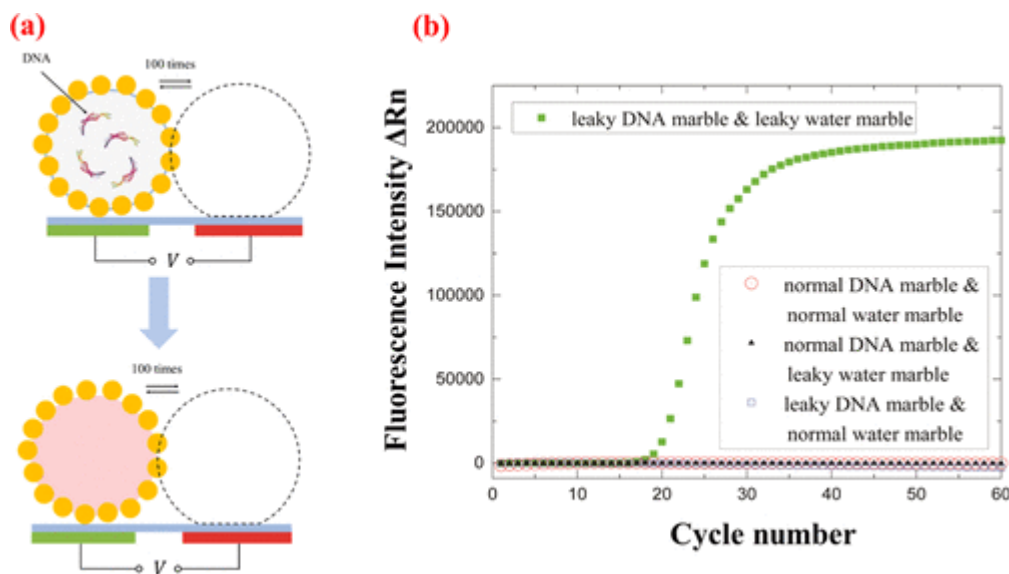 (a)
DNA
100 times
V
100 times
V
(b)
Fluorescence Intensity ΔRn
200000
150000
100000
50000
0
leaky DNA marble & leaky water marble
normal DNA marble &
normal water marble
normal DNA marble &
leaky water marble
leaky DNA marble &
normal water marble
0 10 20 30 40 50 60
Cycle number